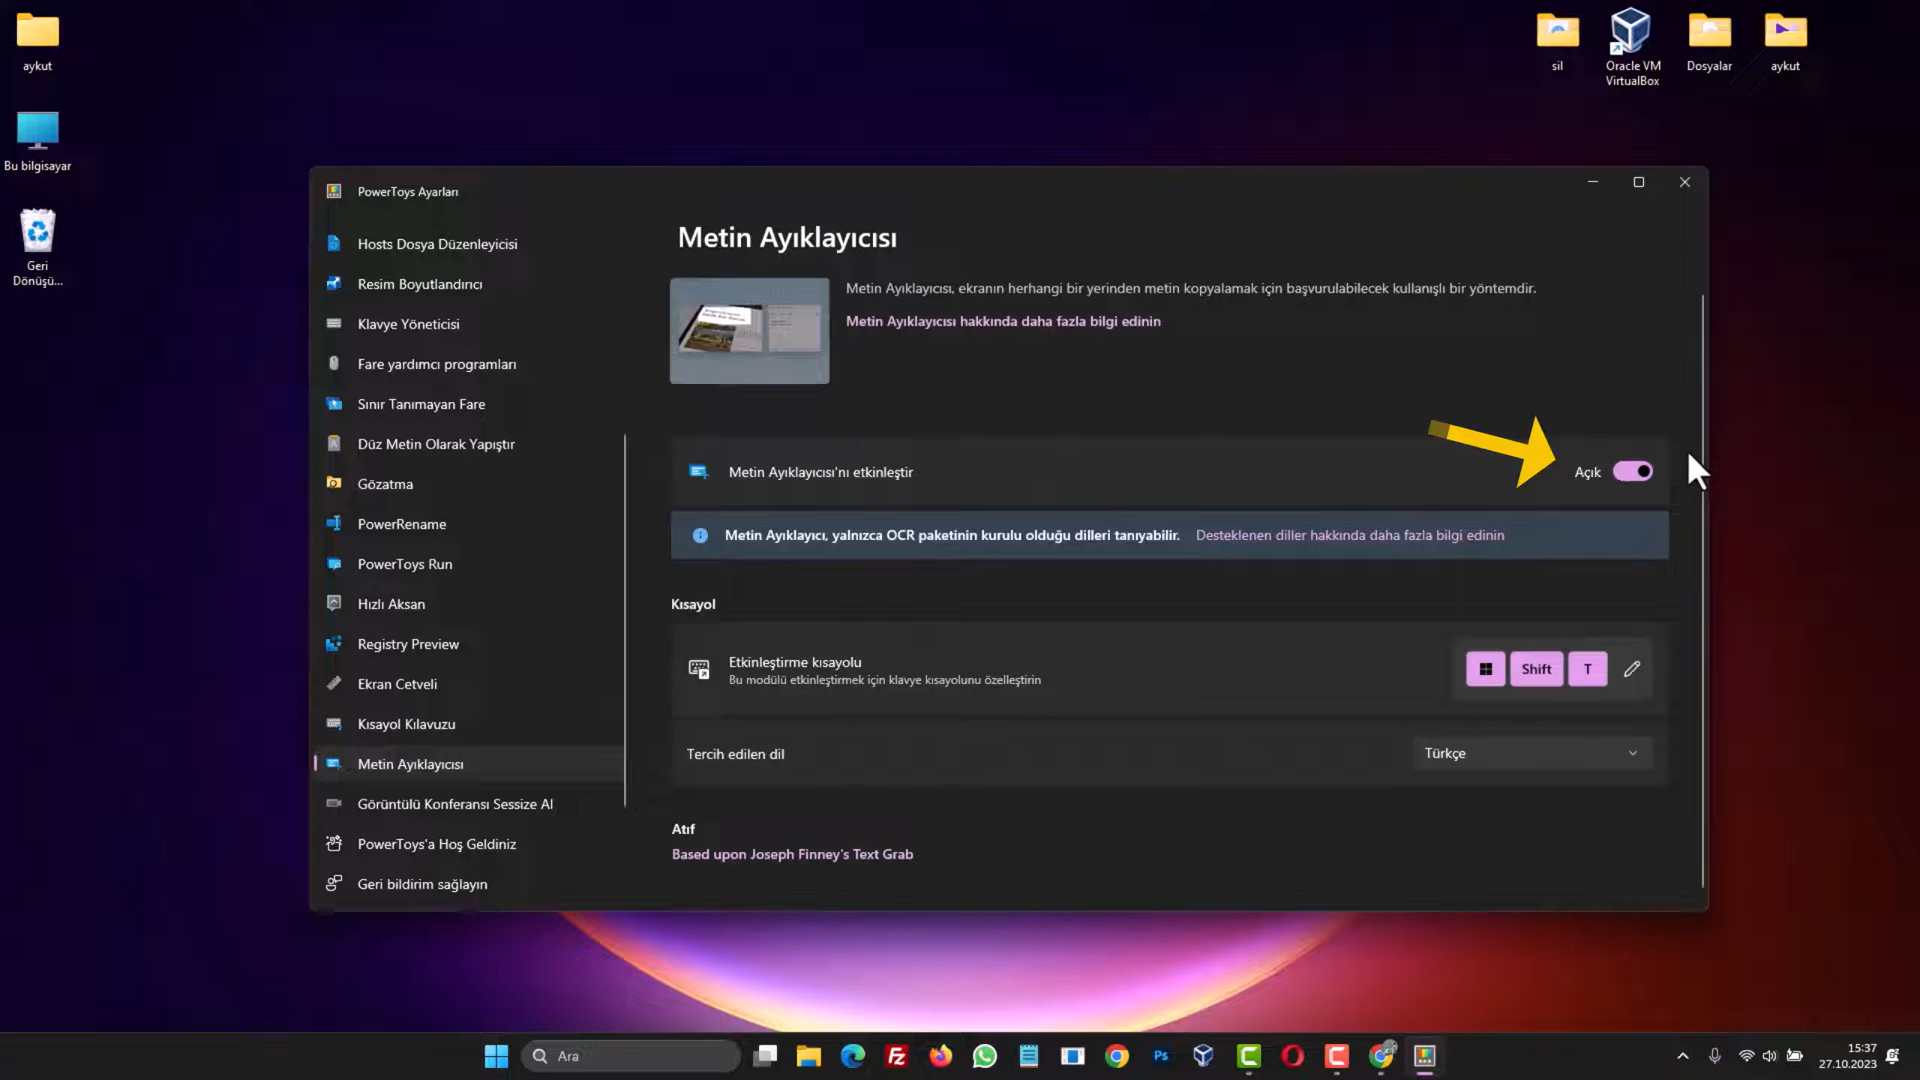 aykut
Bu bilgisayar
Geri
Dönüşü...
sil
Oracle VM
VirtualBox
Dosyalar
aykut
PowerToys Ayarları
Hosts Dosya Düzenleyicisi
Resim Boyutlandırıcı
Klavye Yöneticisi
Fare yardımcı programları
Sınır Tanımayan Fare
Düz Metin Olarak Yapıştır
Gözatma
PowerRename
PowerToys Run
Hızlı Aksan
Registry Preview
Ekran Cetveli
Kısayol Kılavuzu
Metin Ayıklayıcısı
Görüntülü Konferansı Sessize Al
PowerToys'a Hoş Geldiniz
Geri bildirim sağlayın
Metin Ayıklayıcısı
Metin Ayıklayıcısı, ekranın herhangi bir yerinden metin kopyalamak için başvurulabilecek kullanışlı bir yöntemdir.
Metin Ayıklayıcısı hakkında daha fazla bilgi edinin
Metin Ayıklayıcısı'nı etkinleştir
Açık
Metin Ayıklayıcı, yalnızca OCR paketinin kurulu olduğu dilleri tanıyabilir. Desteklenen diller hakkında daha fazla bilgi edinin
Kısayol
Etkinleştirme kısayolu
Bu modülü etkinleştirmek için klavye kısayolunu özelleştirin
Shift T
Tercih edilen dil
Türkçe
Atıf
Based upon Joseph Finney's Text Grab
Ara
Fz
Ps
15:37
27.10.2023